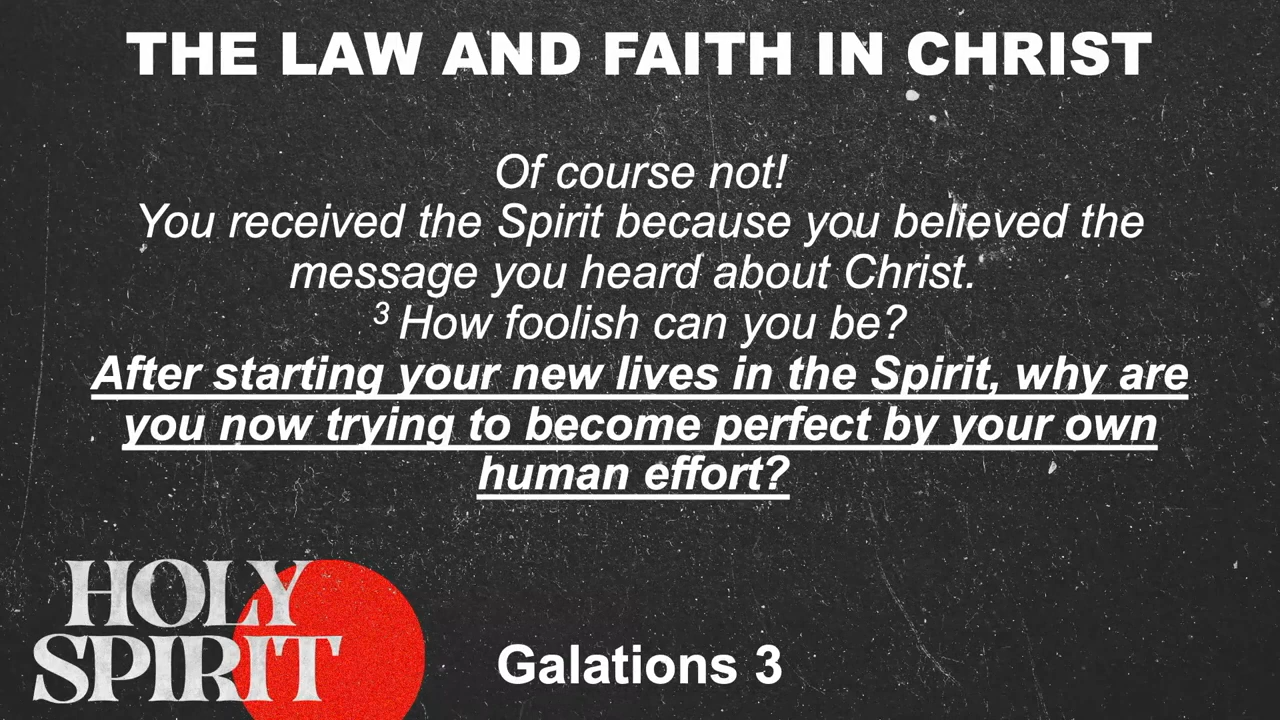 THE LAW AND FAITH IN CHRIST
Of course not!
You received the Spirit because you believed the
message you heard about Christ.
3 How foolish can you be?
After starting your new lives in the Spirit, why are
you now trying to become perfect by your own
human effort?
HOLY
SPIRIT
Galations 3